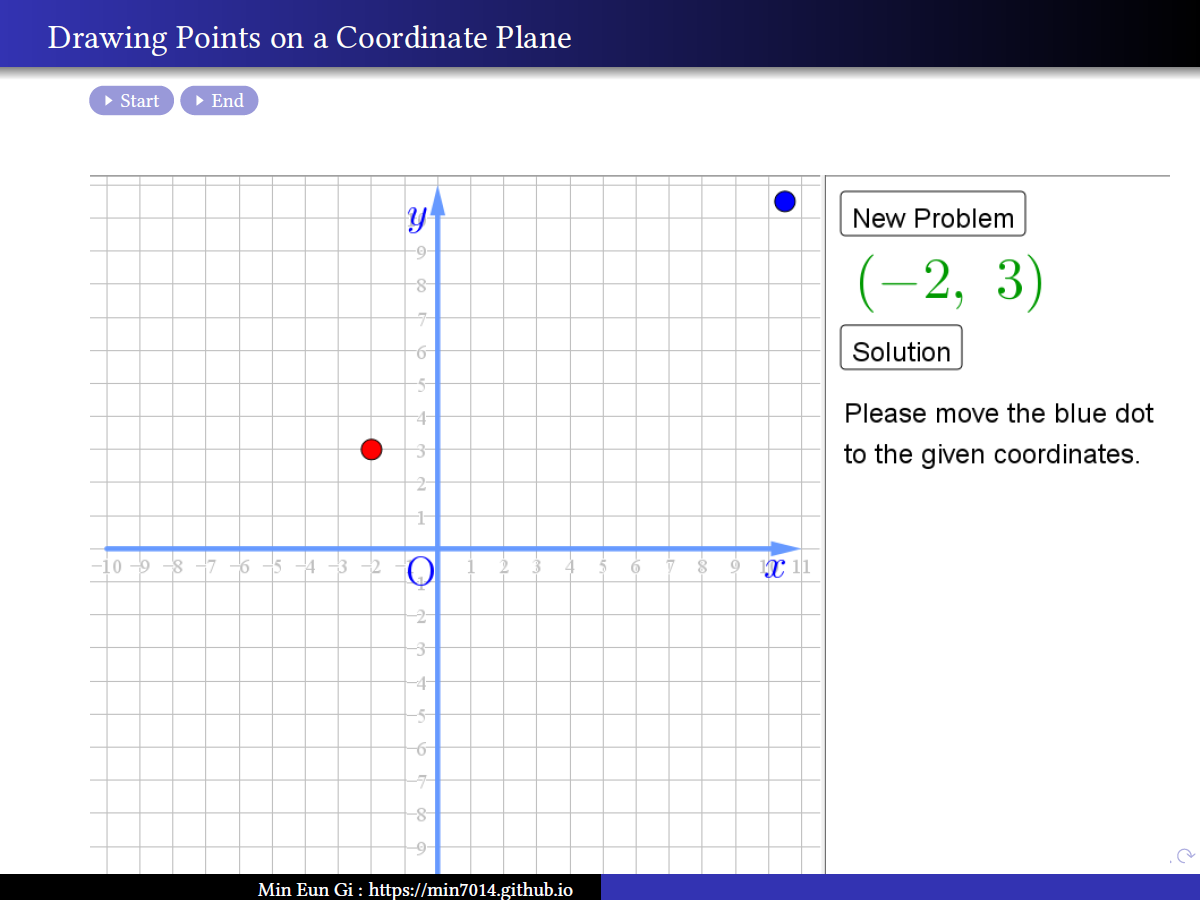 Drawing Points on a Coordinate Plane
Start End
New Problem
(−2, 3)
Solution
Please move the blue dot
to the given coordinates.
y
9
8
7
6
5
4
3
2
1
−10 −9 −8 −7 −6 −5 −4 −3 −2 O 1 2 3 4 5 6 7 8 9 10 x 11
−1
−2
−3
−4
−5
−6
−7
−8
−9
Min Eun Gi : https://min7014.github.io